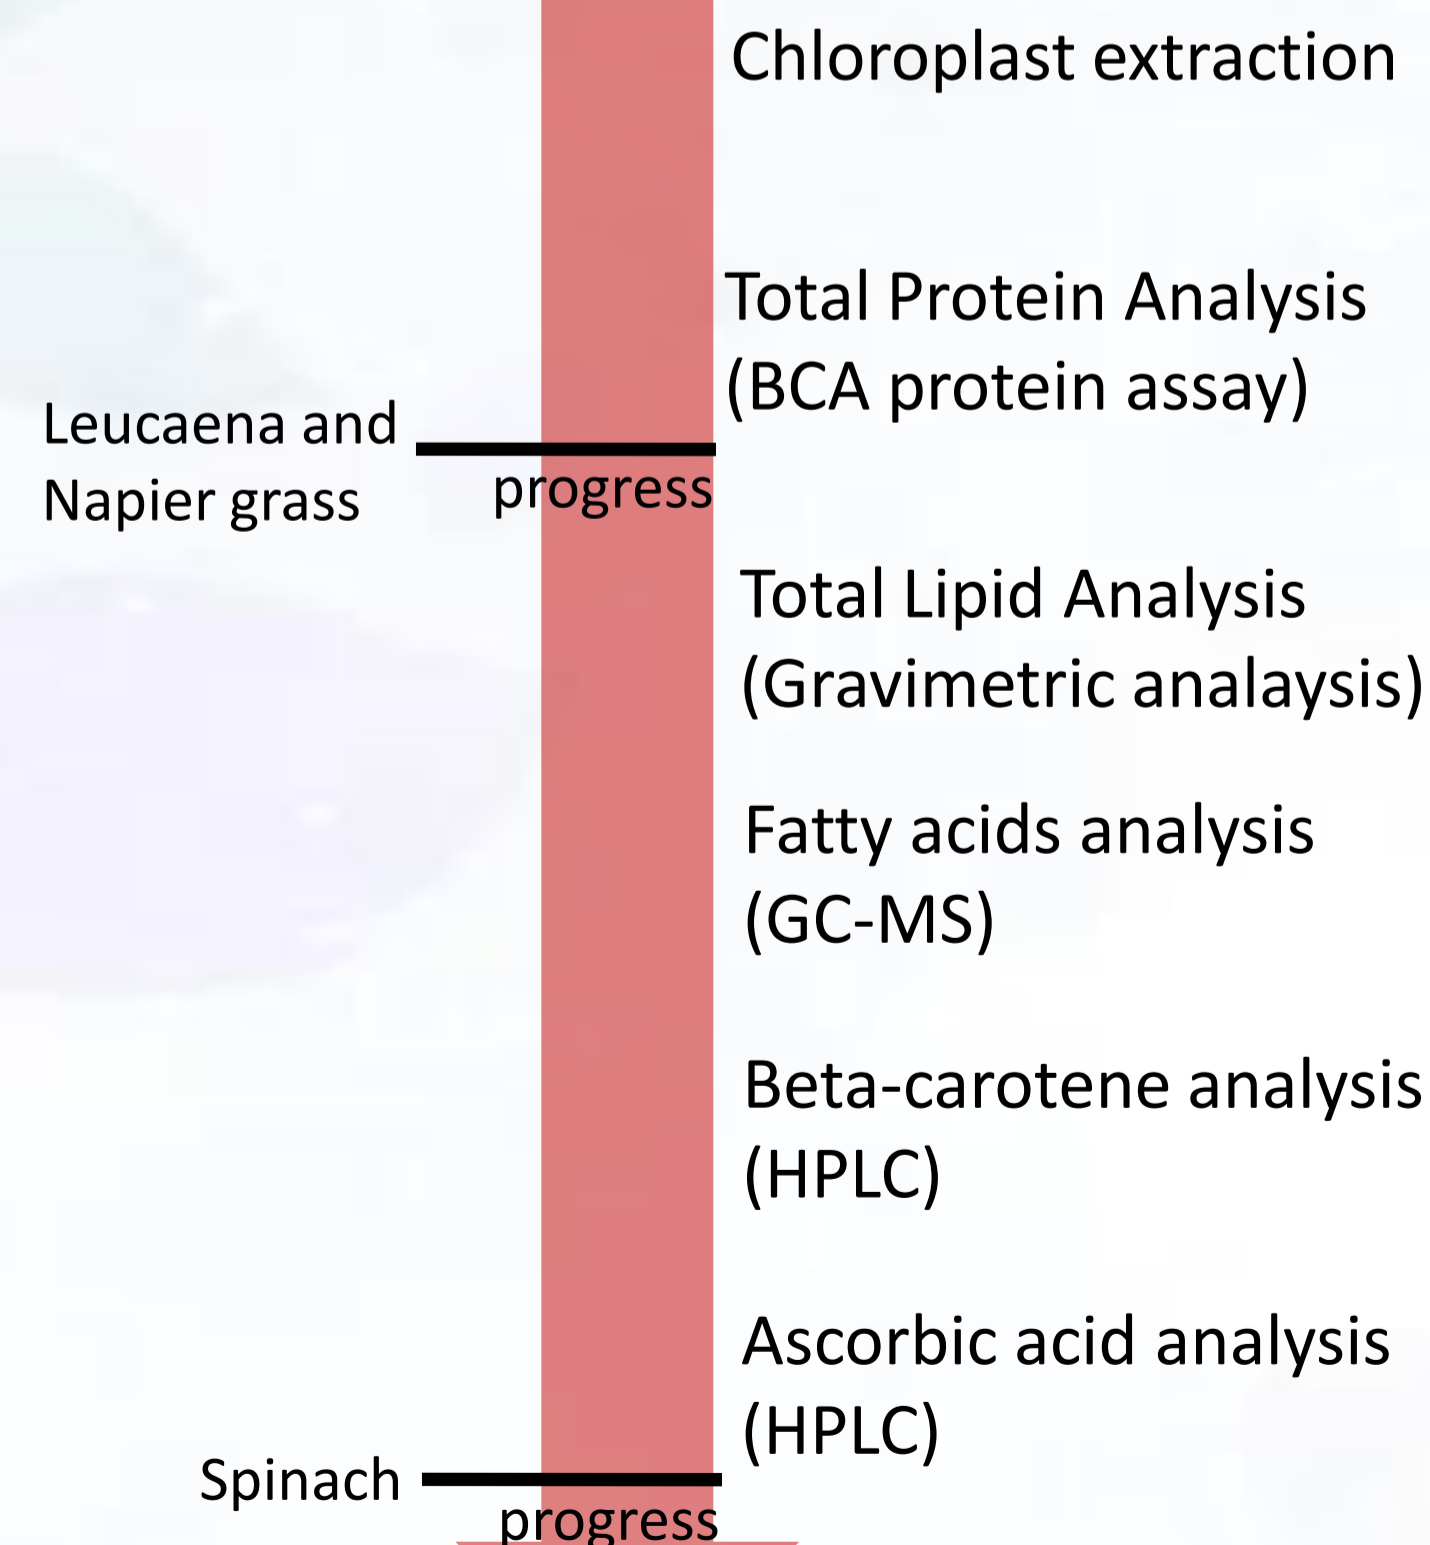 Chloroplast extraction
Total Protein Analysis
(BCA protein assay)
Leucaena and
Napier grass
progress
Total Lipid Analysis
(Gravimetric analaysis)
Fatty acids analysis
(GC-MS)
Beta-carotene analysis
(HPLC)
Ascorbic acid analysis
(HPLC)
Spinach
progress